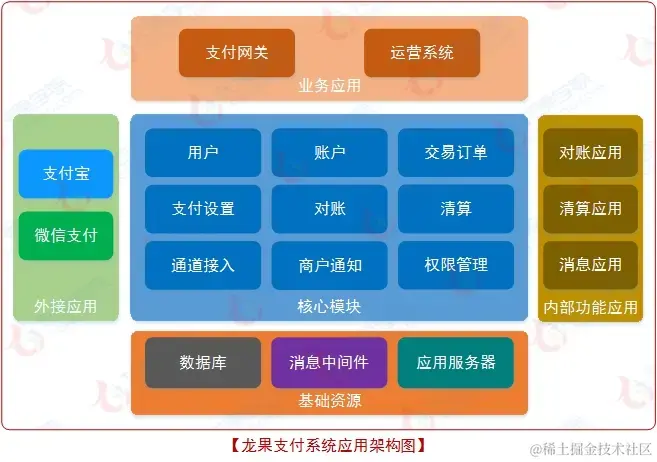 支付网关
运营系统
业务应用
支付宝
微信支付
外接应用
用户
账户
交易订单
支付设置
对账
清算
通道接入
商户通知
权限管理
核心模块
对账应用
清算应用
消息应用
内部功能应用
数据库
消息中间件
应用服务器
基础资源
【龙果支付系统应用架构图】
@稀土掘金技术社区